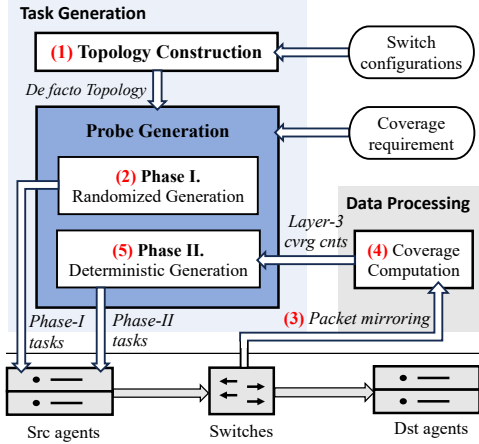 Task Generation
(1) Topology Construction
Switch
configurations
De facto Topology
Probe Generation
Coverage
requirement
(2) Phase I.
Randomized Generation
Data Processing
Layer-3
cvrg cnts
(5) Phase II.
Deterministic Generation
(4) Coverage
Computation
Phase-I
tasks
Phase-II
tasks
(3) Packet mirroring
Src agents
Switches
Dst agents